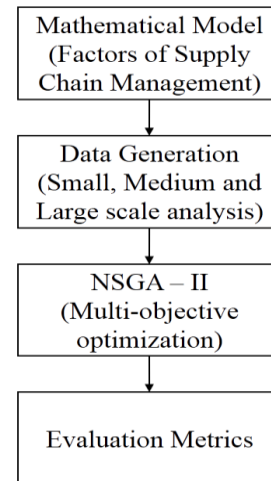 Mathematical Model
(Factors of Supply
Chain Management)
Data Generation
(Small, Medium and
Large scale analysis)
NSGA – II
(Multi-objective
optimization)
Evaluation Metrics